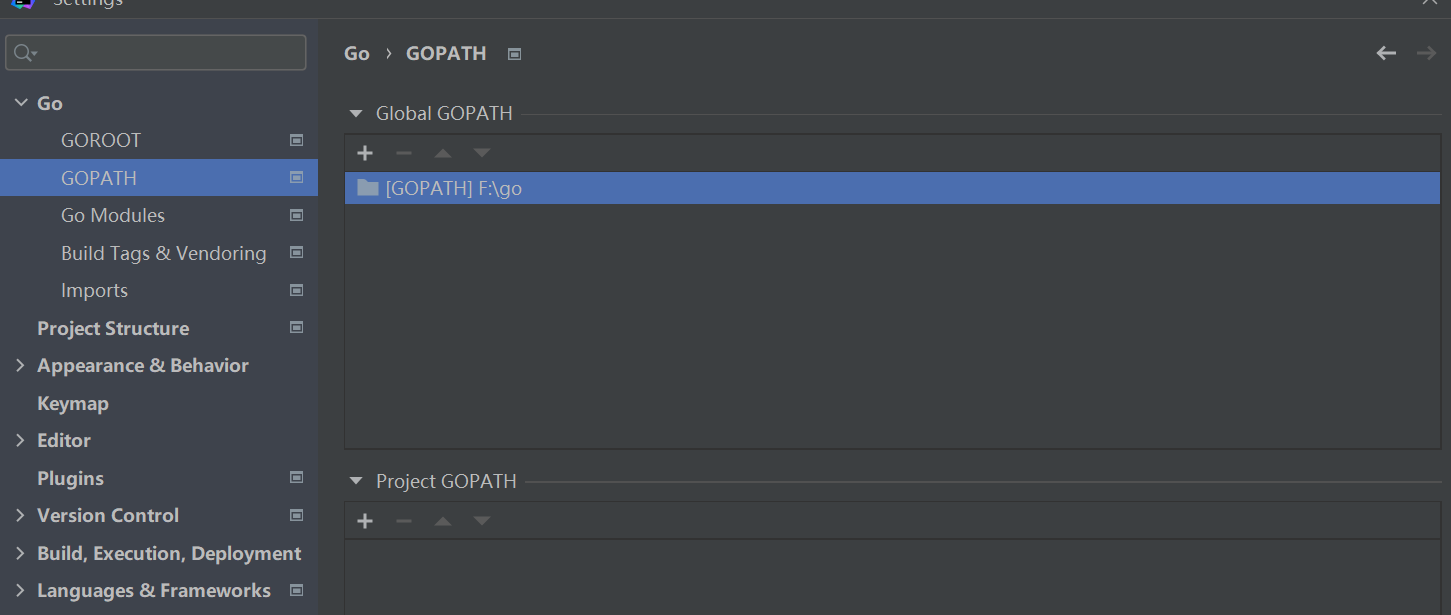 Settings
Go
GOROOT
GOPATH
Go Modules
Build Tags & Vendoring
Imports
Project Structure
Appearance & Behavior
Keymap
Editor
Plugins
Version Control
Build, Execution, Deployment
Languages & Frameworks
Go › GOPATH
Global GOPATH
[GOPATH] F:\go
Project GOPATH